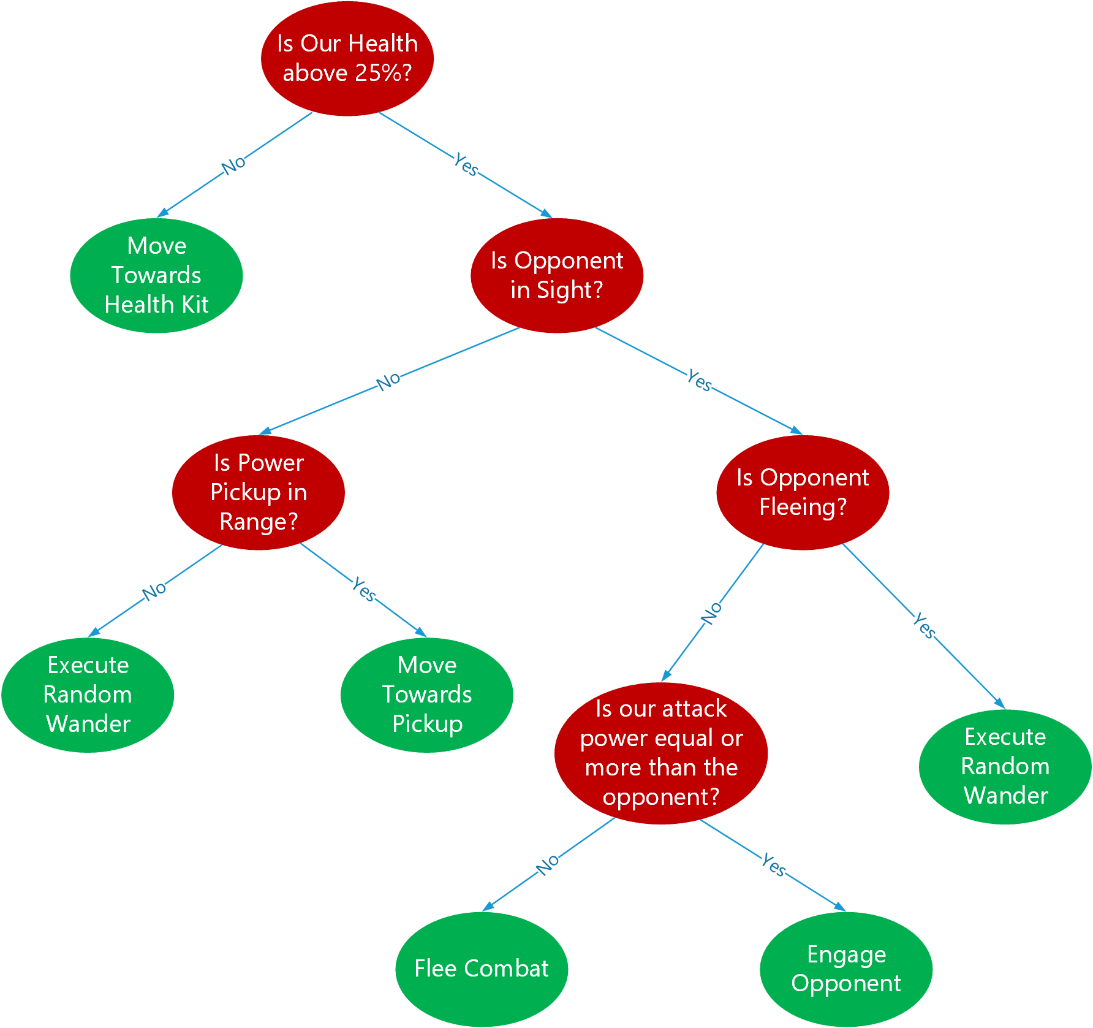 Is Our Health
above 25%?
No
Yes
Move
Towards
Health Kit
Is Opponent
in Sight?
No
Yes
Is Power
Pickup in
Range?
Is Opponent
Fleeing?
No
Yes
No
Yes
Execute
Random
Wander
Move
Towards
Pickup
Is our attack
power equal or
more than the
opponent?
Execute
Random
Wander
No
Yes
Flee Combat
Engage
Opponent